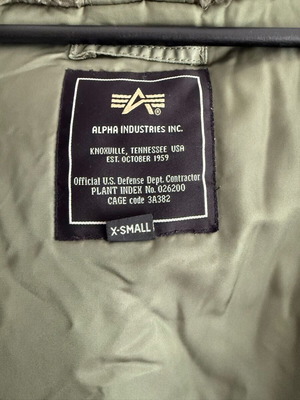 ALPHA INDUSTRIES INC.
KNOXVILLE, TENNESSEE USA
EST. OCTOBER 1959
Official U.S. Defense Dept. Contractor
PLANT INDEX No. 026200
CAGE code 3A382
X-SMALL